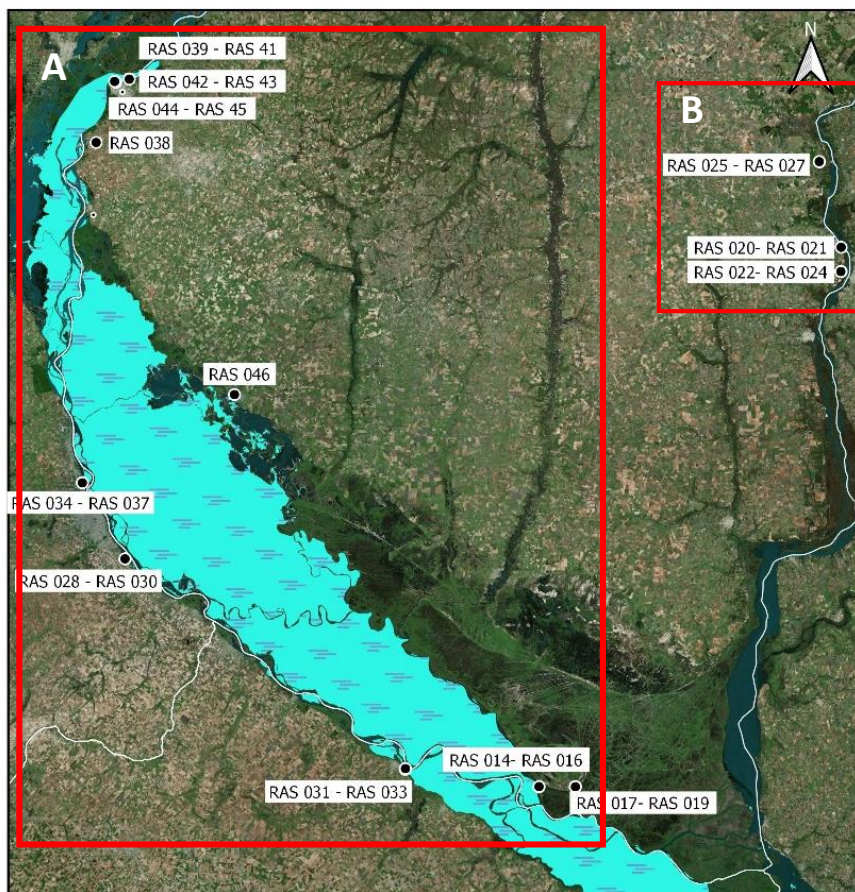 N
A
RAS 039 - RAS 41
RAS 042 - RAS 43
RAS 044 - RAS 45
RAS 038
B
RAS 025 - RAS 027
RAS 020- RAS 021
RAS 022- RAS 024
RAS 046
RAS 034 - RAS 037
RAS 028 - RAS 030
RAS 014- RAS 016
RAS 031 - RAS 033
RAS 017- RAS 019